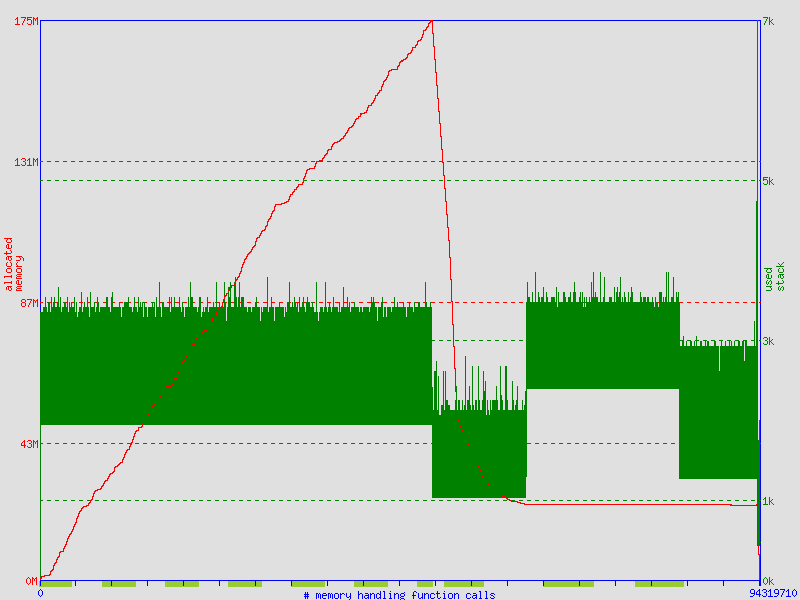 175M
7k
131M
5k
allocated
memory
used
stack
87M
3k
43M
1k
0M
0k
0
# memory handling function calls
94319710